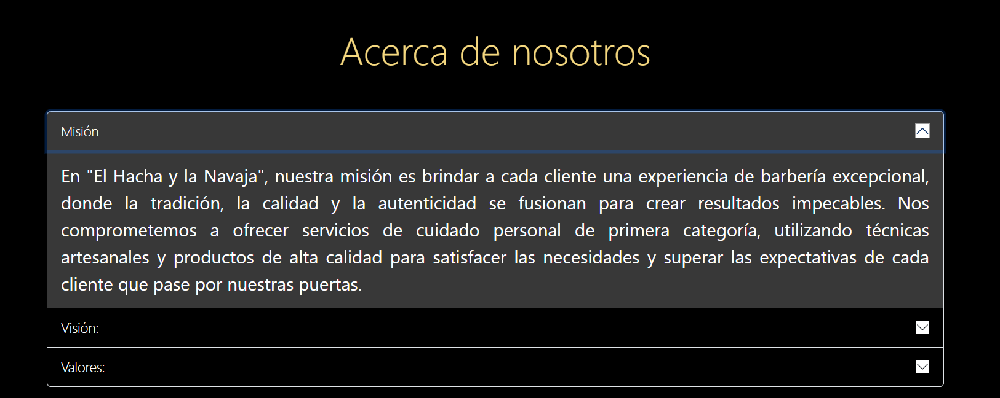 Acerca de nosotros
Misión
En "El Hacha y la Navaja", nuestra misión es brindar a cada cliente una experiencia de barbería excepcional,
donde la tradición, la calidad y la autenticidad se fusionan para crear resultados impecables. Nos
comprometemos a ofrecer servicios de cuidado personal de primera categoría, utilizando técnicas
artesanales y productos de alta calidad para satisfacer las necesidades y superar las expectativas de cada
cliente que pase por nuestras puertas.
Visión:
Valores: